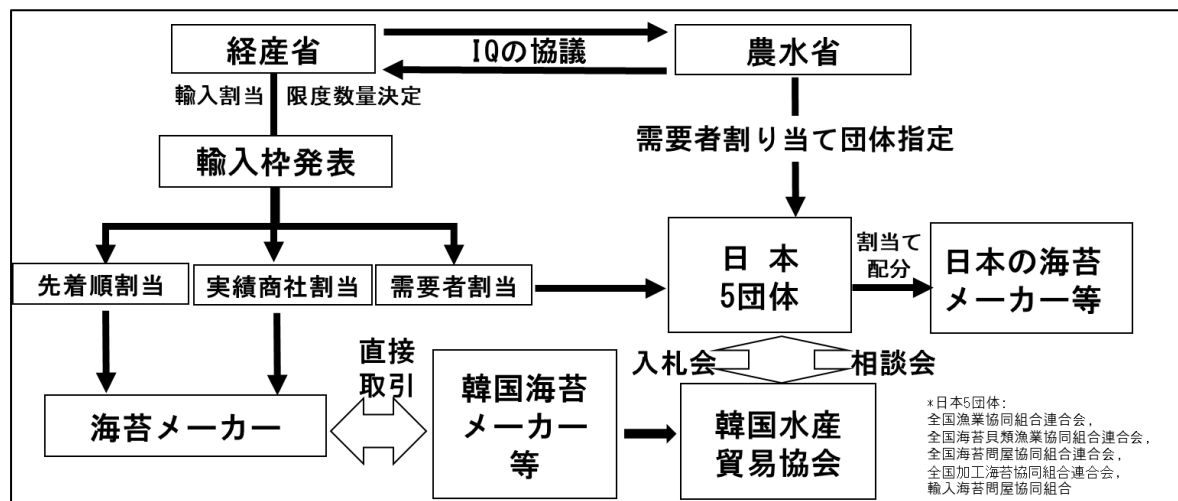 経産省
IQの協議
農水省
輸入割当
限度数量決定
需要者割り当て団体指定
輸入枠発表
先着順割当
実績商社割当
需要者割当
日 本
5団体
割当て
配分
日本の海苔
メーカー等
直接
取引
入札会
相談会
海苔メーカー
韓国海苔
メーカー
等
韓国水産
貿易協会
*日本5団体:
全国漁業協同組合連合会,
全国海苔貝類漁業協同組合連合会,
全国海苔問屋協同組合連合会,
全国加工海苔協同組合連合会,
輸入海苔問屋協同組合